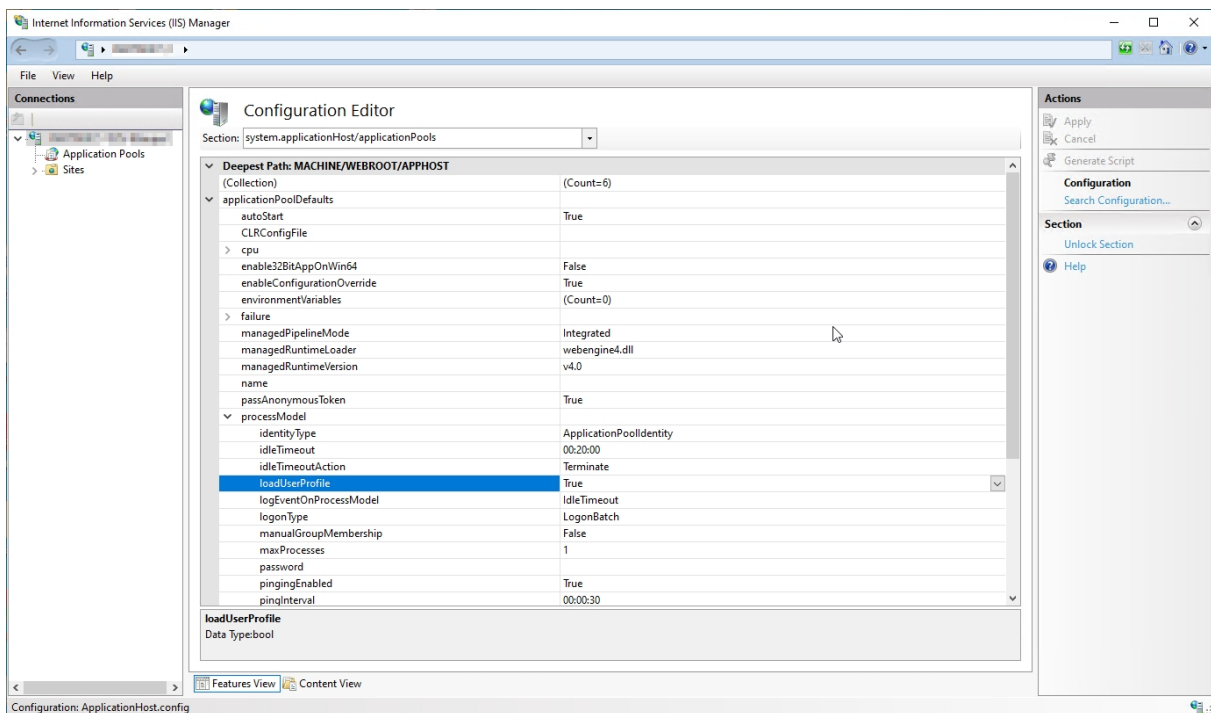 Internet Information Services (IIS) Manager
File View Help
Connections
Application Pools
Sites
Configuration Editor
Section: system.applicationHost/applicationPools
Deepest Path: MACHINE/WEBROOT/APPHOST
(Collection) (Count=6)
applicationPoolDefaults
autoStart True
CLRConfigFile
cpu
enable32BitAppOnWin64 False
enableConfigurationOverride True
environmentVariables (Count=0)
failure
managedPipelineMode Integrated
managedRuntimeLoader webengine4.dll
managedRuntimeVersion v4.0
name
passAnonymousToken True
processModel
identityType ApplicationPoolIdentity
idleTimeout 00:20:00
idleTimeoutAction Terminate
loadUserProfile True
logEventOnProcessModel IdleTimeout
logonType LogonBatch
manualGroupMembership False
maxProcesses 1
password
pingingEnabled True
pingInterval 00:00:30
loadUserProfile
Data Type:bool
Features View Content View
Actions
Apply
Cancel
Generate Script
Configuration
Search Configuration...
Section
Unlock Section
Help
Configuration: ApplicationHost.config